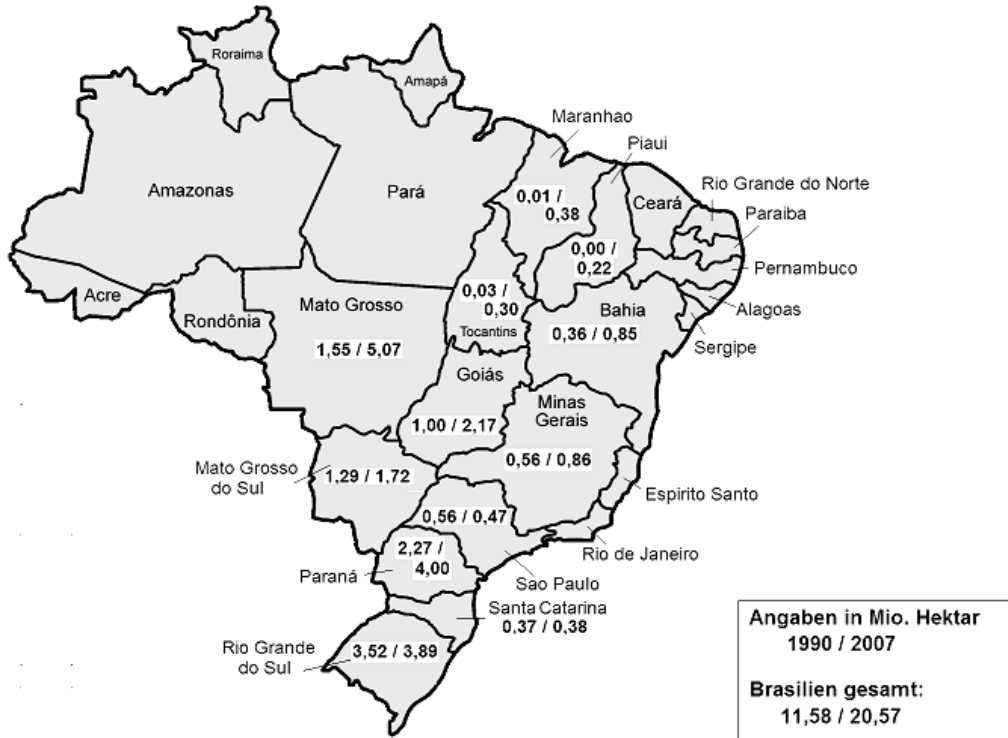 Roraima
Amapá
Maranhao
Piaui
Amazonas
Pará
Ceará
Rio Grande do Norte
0,01 /
0,38
Paraiba
0,00 /
0,22
Pernambuco
Acre
Rondônia
Mato Grosso
1,55 / 5,07
0,03 /
0,30
Tocantins
Bahia
0,36 / 0,85
Alagoas
Sergipe
Goiás
1,00 / 2,17
Minas
Gerais
0,56 / 0,86
Mato Grosso
do Sul
1,29 / 1,72
Espirito Santo
0,56 / 0,47
Rio de Janeiro
2,27 /
4,00
Paraná
Sao Paulo
Santa Catarina
0,37 / 0,38
Rio Grande
do Sul
3,52 / 3,89
Angaben in Mio. Hektar
1990 / 2007
Brasilien gesamt:
11,58 / 20,57